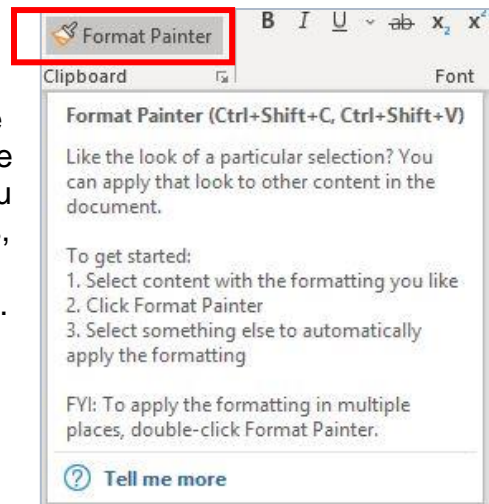 Format Painter B I U ab x₂ x²
Clipboard Font
e Format Painter (Ctrl+Shift+C, Ctrl+Shift+V)
e Like the look of a particular selection? You
u can apply that look to other content in the
, document.
To get started:
1. Select content with the formatting you like
. 2. Click Format Painter
3. Select something else to automatically
apply the formatting
FYI: To apply the formatting in multiple
places, double-click Format Painter.
? Tell me more